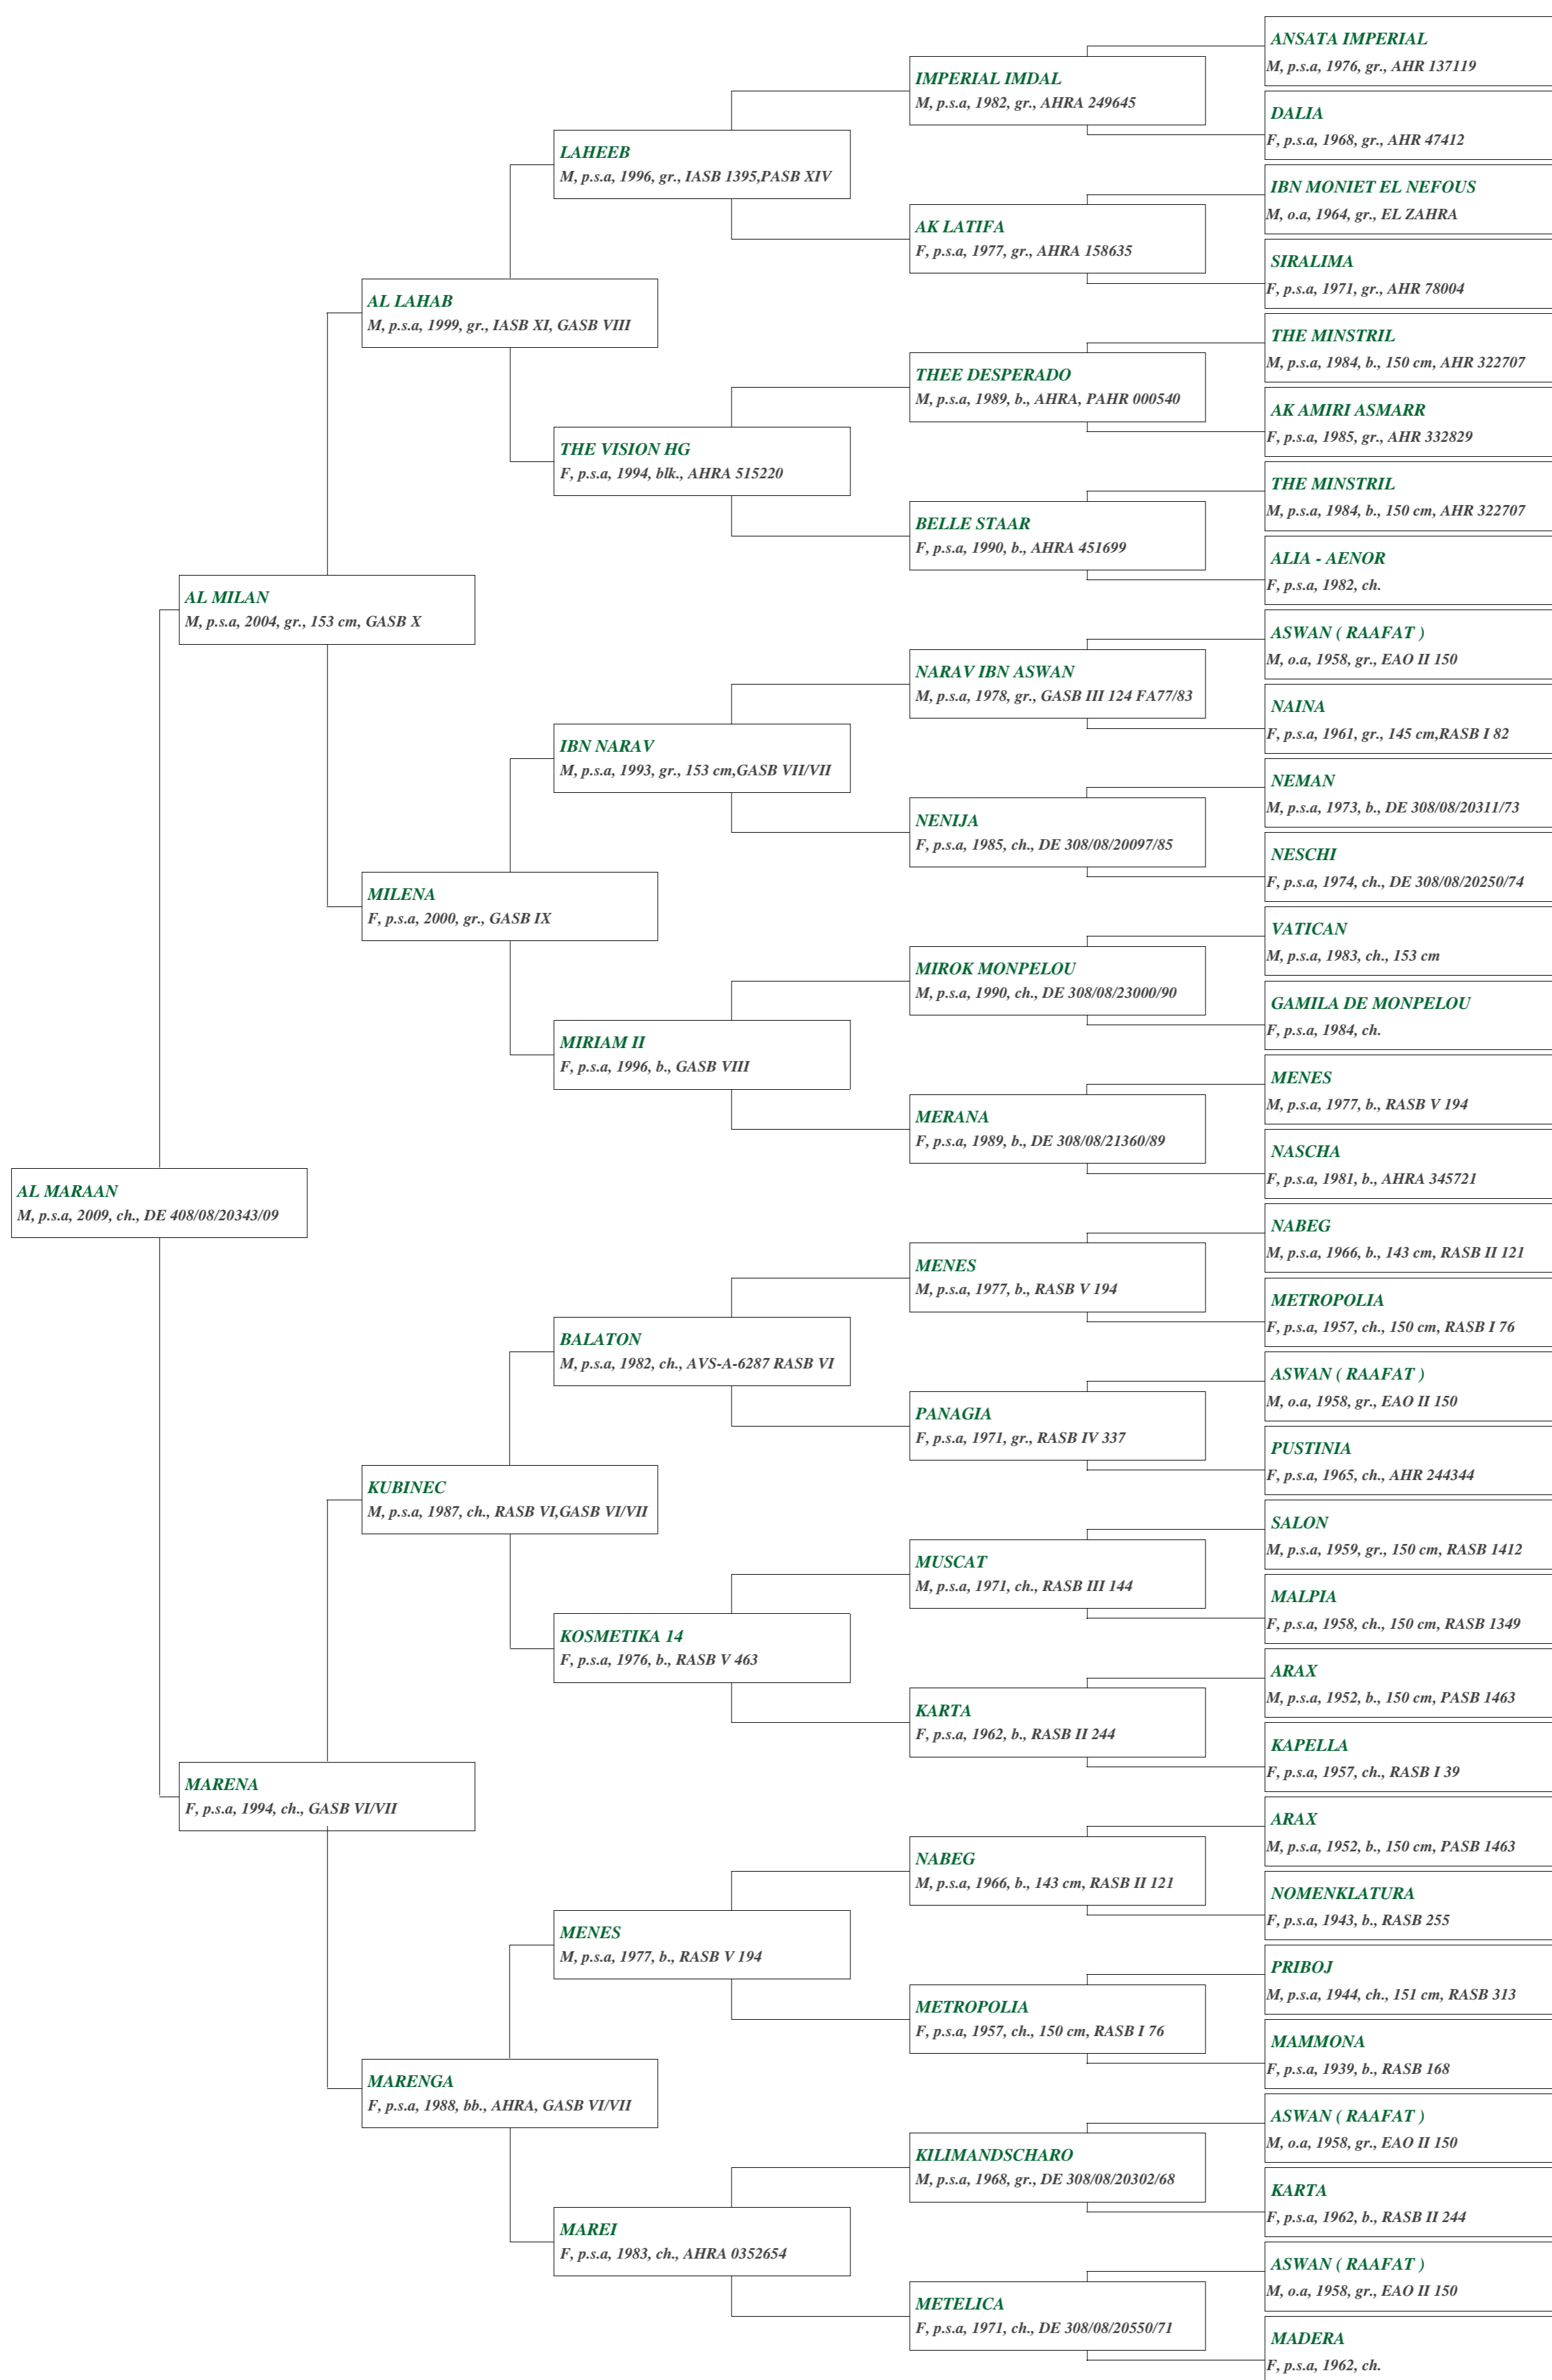 ANSATA IMPERIAL
M, p.s.a, 1976, gr., AHR 137119
IMPERIAL IMDAL
M, p.s.a, 1982, gr., AHRA 249645
DALIA
F, p.s.a, 1968, gr., AHR 47412
LAHEEB
M, p.s.a, 1996, gr., IASB 1395,PASB XIV
IBN MONIET EL NEFOUS
M, o.a, 1964, gr., EL ZAHRA
AK LATIFA
F, p.s.a, 1977, gr., AHRA 158635
SIRALIMA
F, p.s.a, 1971, gr., AHR 78004
AL LAHAB
M, p.s.a, 1999, gr., IASB XI, GASB VIII
THE MINSTRIL
M, p.s.a, 1984, b., 150 cm, AHR 322707
THEE DESPERADO
M, p.s.a, 1989, b., AHRA, PAHR 000540
AK AMIRI ASMARR
F, p.s.a, 1985, gr., AHR 332829
THE VISION HG
F, p.s.a, 1994, blk., AHRA 515220
THE MINSTRIL
M, p.s.a, 1984, b., 150 cm, AHR 322707
BELLE STAAR
F, p.s.a, 1990, b., AHRA 451699
ALIA - AENOR
F, p.s.a, 1982, ch.
AL MILAN
M, p.s.a, 2004, gr., 153 cm, GASB X
ASWAN ( RAAFAT )
M, o.a, 1958, gr., EAO II 150
NARAV IBN ASWAN
M, p.s.a, 1978, gr., GASB III 124 FA77/83
NAINA
F, p.s.a, 1961, gr., 145 cm,RASB I 82
IBN NARAV
M, p.s.a, 1993, gr., 153 cm,GASB VII/VII
NEMAN
M, p.s.a, 1973, b., DE 308/08/20311/73
NENIJA
F, p.s.a, 1985, ch., DE 308/08/20097/85
NESCHI
F, p.s.a, 1974, ch., DE 308/08/20250/74
MILENA
F, p.s.a, 2000, gr., GASB IX
VATICAN
M, p.s.a, 1983, ch., 153 cm
MIROK MONPELOU
M, p.s.a, 1990, ch., DE 308/08/23000/90
GAMILA DE MONPELOU
F, p.s.a, 1984, ch.
MIRIAM II
F, p.s.a, 1996, b., GASB VIII
MENES
M, p.s.a, 1977, b., RASB V 194
MERANA
F, p.s.a, 1989, b., DE 308/08/21360/89
NASCHA
F, p.s.a, 1981, b., AHRA 345721
AL MARAAN
M, p.s.a, 2009, ch., DE 408/08/20343/09
NABEG
M, p.s.a, 1966, b., 143 cm, RASB II 121
MENES
M, p.s.a, 1977, b., RASB V 194
METROPOLIA
F, p.s.a, 1957, ch., 150 cm, RASB I 76
BALATON
M, p.s.a, 1982, ch., AVS-A-6287 RASB VI
ASWAN ( RAAFAT )
M, o.a, 1958, gr., EAO II 150
PANAGIA
F, p.s.a, 1971, gr., RASB IV 337
PUSTINIA
F, p.s.a, 1965, ch., AHR 244344
KUBINEC
M, p.s.a, 1987, ch., RASB VI,GASB VI/VII
SALON
M, p.s.a, 1959, gr., 150 cm, RASB 1412
MUSCAT
M, p.s.a, 1971, ch., RASB III 144
MALPIA
F, p.s.a, 1958, ch., 150 cm, RASB 1349
KOSMETIKA 14
F, p.s.a, 1976, b., RASB V 463
ARAX
M, p.s.a, 1952, b., 150 cm, PASB 1463
KARTA
F, p.s.a, 1962, b., RASB II 244
KAPELLA
F, p.s.a, 1957, ch., RASB I 39
MARENA
F, p.s.a, 1994, ch., GASB VI/VII
ARAX
M, p.s.a, 1952, b., 150 cm, PASB 1463
NABEG
M, p.s.a, 1966, b., 143 cm, RASB II 121
NOMENKLATURA
F, p.s.a, 1943, b., RASB 255
MENES
M, p.s.a, 1977, b., RASB V 194
PRIBOJ
M, p.s.a, 1944, ch., 151 cm, RASB 313
METROPOLIA
F, p.s.a, 1957, ch., 150 cm, RASB I 76
MAMMONA
F, p.s.a, 1939, b., RASB 168
MARENGA
F, p.s.a, 1988, bb., AHRA, GASB VI/VII
ASWAN ( RAAFAT )
M, o.a, 1958, gr., EAO II 150
KILIMANDSCHARO
M, p.s.a, 1968, gr., DE 308/08/20302/68
KARTA
F, p.s.a, 1962, b., RASB II 244
MAREI
F, p.s.a, 1983, ch., AHRA 0352654
ASWAN ( RAAFAT )
M, o.a, 1958, gr., EAO II 150
METELICA
F, p.s.a, 1971, ch., DE 308/08/20550/71
MADERA
F, p.s.a, 1962, ch.